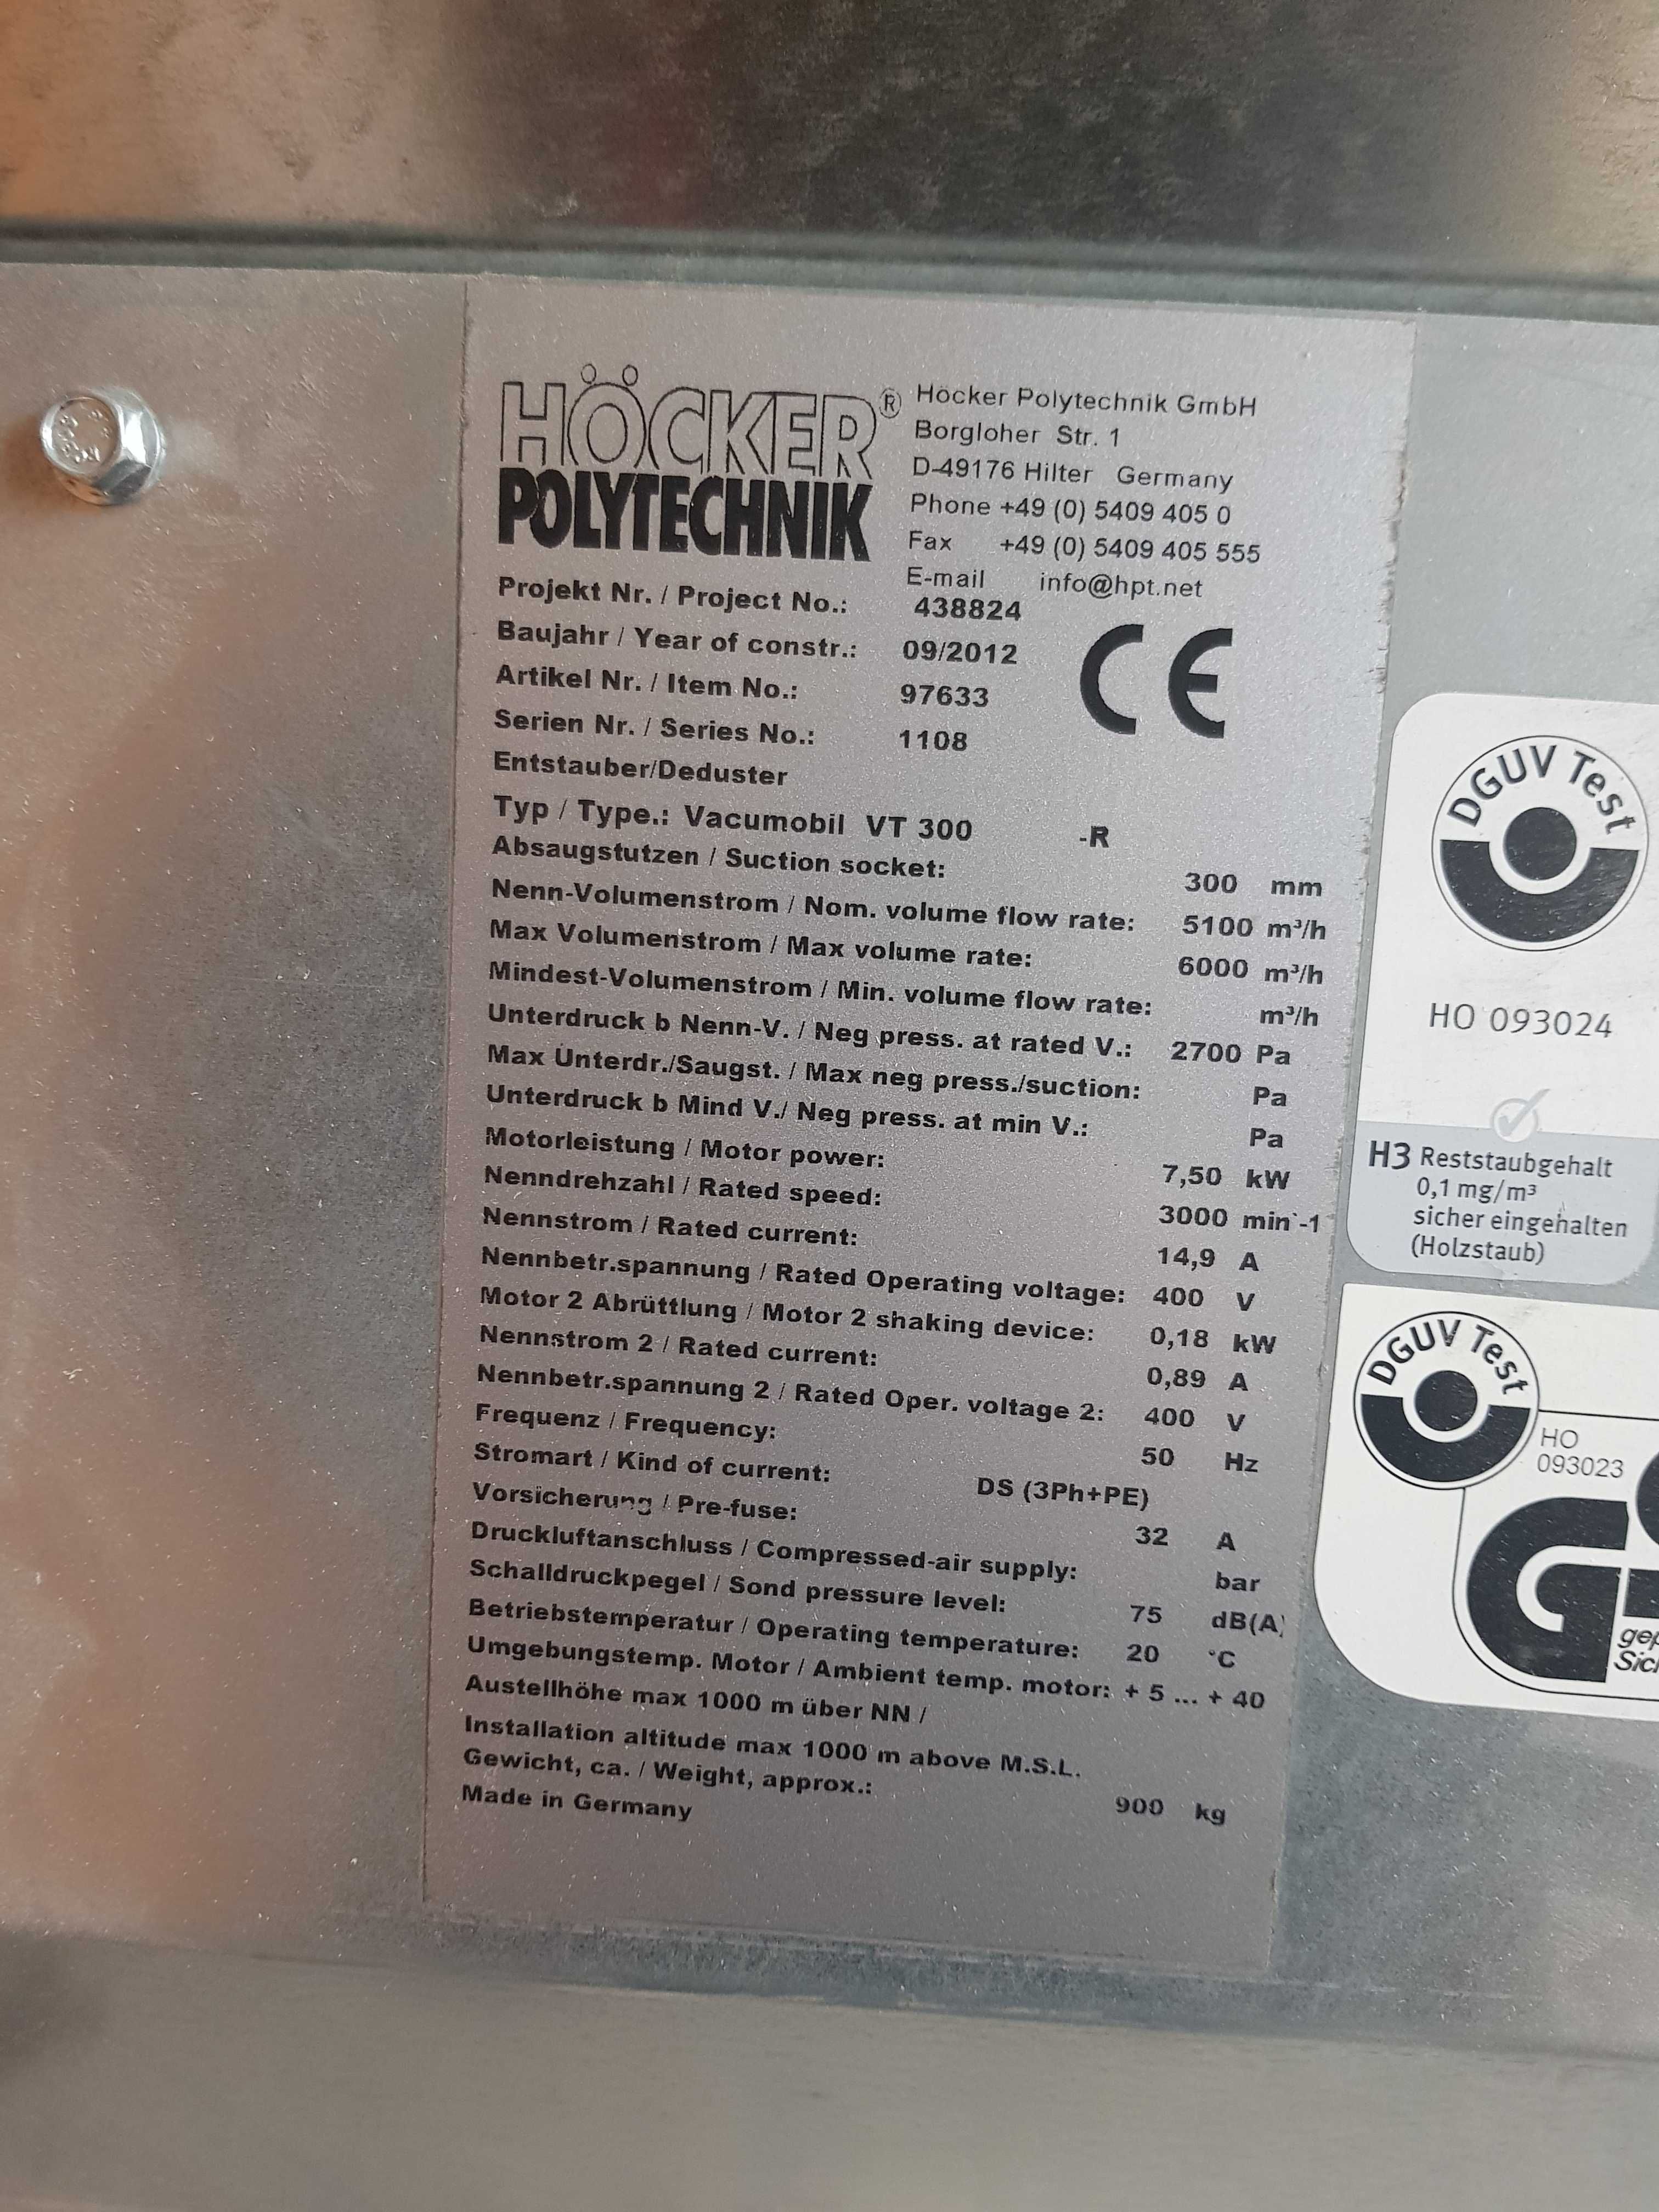 HÖCKER®
POLYTECHNIK
Höcker Polytechnik GmbH
Borgloher Str. 1
D-49176 Hilter Germany
Phone +49 (0) 5409 405 0
Fax +49 (0) 5409 405 555
E-mail info@hpt.net
Projekt Nr. / Project No.: 438824
Baujahr / Year of constr.: 09/2012
Artikel Nr. / Item No.: 97633
Serien Nr. / Series No.: 1108
CE
Entstauber/Deduster
Typ / Type.: Vacumobil VT 300 -R
Absaugstutzen / Suction socket: 300 mm
Nenn-Volumenstrom / Nom. volume flow rate: 5100 m³/h
Max Volumenstrom / Max volume rate: 6000 m³/h
Mindest-Volumenstrom / Min. volume flow rate: m³/h
Unterdruck b Nenn-V. / Neg press. at rated V.: 2700 Pa
Max Unterdr./Saugst. / Max neg press./suction: Pa
Unterdruck b Mind V./ Neg press. at min V.: Pa
Motorleistung / Motor power: 7,50 kW
Nenndrehzahl / Rated speed: 3000 min`-1
Nennstrom / Rated current: 14,9 A
Nennbetr.spannung / Rated Operating voltage: 400 V
Motor 2 Abrüttlung / Motor 2 shaking device: 0,18 kW
Nennstrom 2 / Rated current: 0,89 A
Nennbetr.spannung 2 / Rated Oper. voltage 2: 400 V
Frequenz / Frequency: 50 Hz
Stromart / Kind of current: DS (3Ph+PE)
Vorsicherung / Pre-fuse: 32 A
Druckluftanschluss / Compressed-air supply: bar
Schalldruckpegel / Sond pressure level: 75 dB(A)
Betriebstemperatur / Operating temperature: 20 °C
Umgebungstemp. Motor / Ambient temp. motor: + 5 ... + 40
Austellhöhe max 1000 m über NN /
Installation altitude max 1000 m above M.S.L.
Gewicht, ca. / Weight, approx.: 900 kg
Made in Germany
DGUV Test
HO 093024
H3 Reststaubgehalt
0,1 mg/m³
sicher eingehalten
(Holzstaub)
DGUV Test
HO
093023
G